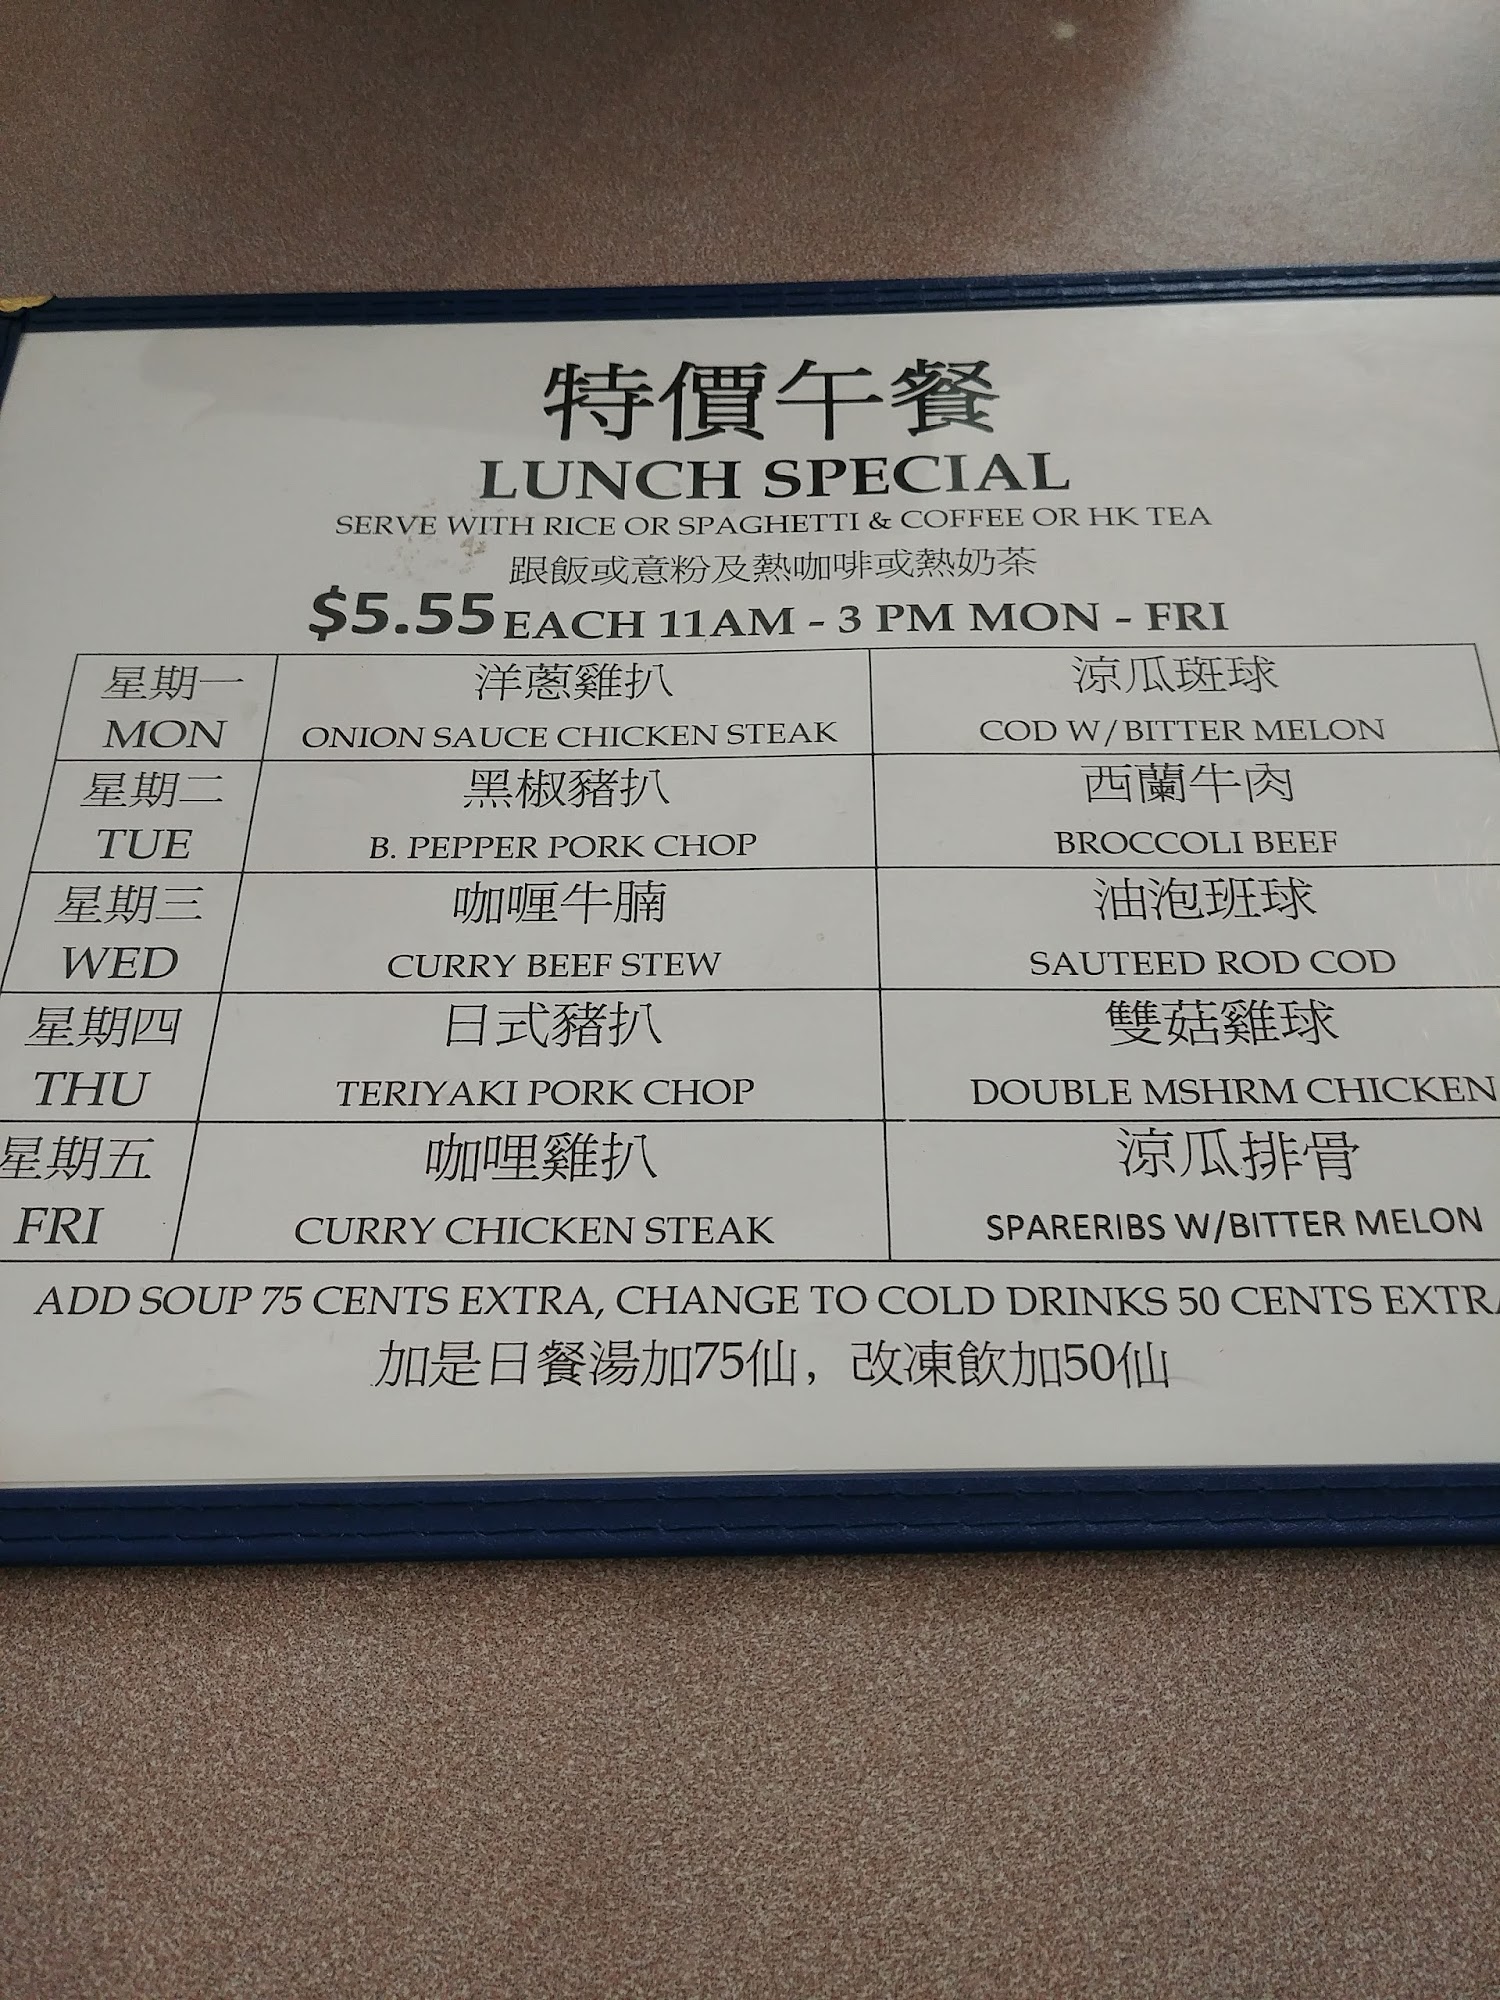 特價午餐
LUNCH SPECIAL
SERVE WITH RICE OR SPAGHETTI & COFFEE OR HK TEA
跟飯或意粉及熱咖啡或熱奶茶
$5.55 EACH 11AM - 3 PM MON - FRI
星期一 洋蔥雞扒 涼瓜斑球
MON ONION SAUCE CHICKEN STEAK COD W/BITTER MELON
星期二 黑椒豬扒 西蘭牛肉
TUE B. PEPPER PORK CHOP BROCCOLI BEEF
星期三 咖喱牛腩 油泡班球
WED CURRY BEEF STEW SAUTEED ROD COD
星期四 日式豬扒 雙菇雞球
THU TERIYAKI PORK CHOP DOUBLE MSHRM CHICKEN
星期五 咖哩雞扒 涼瓜排骨
FRI CURRY CHICKEN STEAK SPARERIBS W/BITTER MELON
ADD SOUP 75 CENTS EXTRA, CHANGE TO COLD DRINKS 50 CENTS EXTRA
加是日餐湯加75仙，改凍飲加50仙